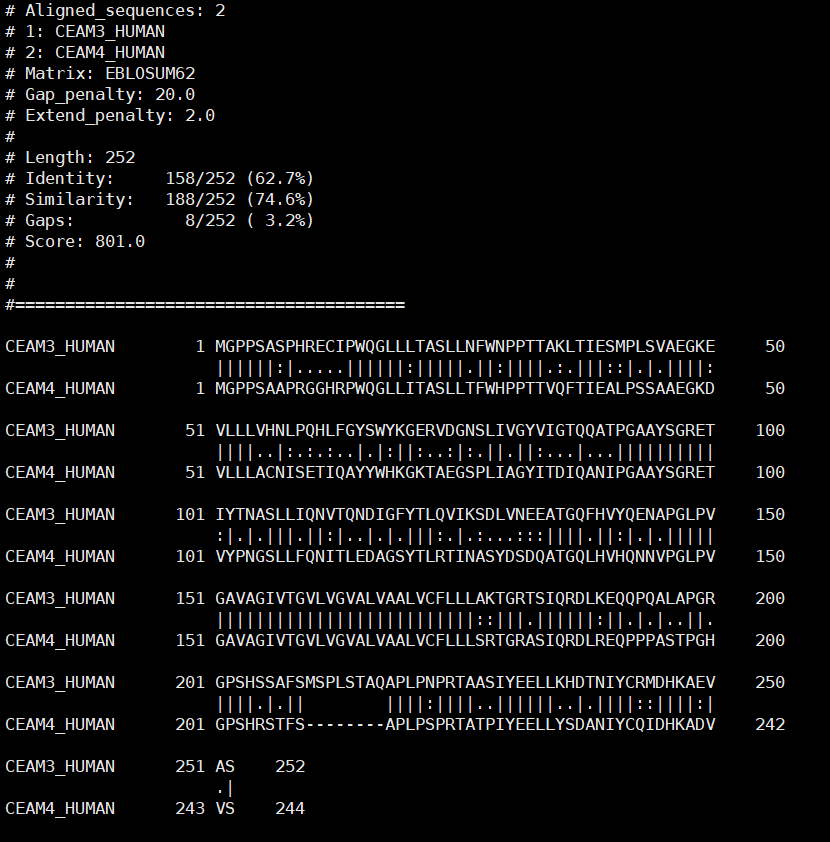 # Aligned_sequences: 2
# 1: CEAM3_HUMAN
# 2: CEAM4_HUMAN
# Matrix: EBLOSUM62
# Gap_penalty: 20.0
# Extend_penalty: 2.0
#
# Length: 252
# Identity:     158/252 (62.7%)
# Similarity:   188/252 (74.6%)
# Gaps:           8/252 ( 3.2%)
# Score: 801.0
#
#
#=======================================

CEAM3_HUMAN        1 MGPPSASPHRECIPWQGLLLTASLLNFWNPPTTAKLTIESMPLSVAEGKE     50
                     ||||||:|.....||||||:|||||.||:||||.:.|||::|.|.||||:
CEAM4_HUMAN        1 MGPPSAAPRGGHRPWQGLLITASLLTFWHPPTTVQFTIEALPSSAAEGKD     50

CEAM3_HUMAN       51 VLLLVHNLPQHLFGYSWYKGERVDGNSLIVGYVIGTQQATPGAAYSGRET    100
                     ||||..|:.:.:..|.|:||:..:|:.||.||:...|...||||||||||
CEAM4_HUMAN       51 VLLLACNISETIQAYYWHKGKTAEGSPLIAGYITDIQANIPGAAYSGRET    100

CEAM3_HUMAN      101 IYTNASLLIQNVTQNDIGFYTLQVIKSDLVNEEATGQFHVYQENAPGLPV    150
                     :|.|.|||.||:|..|.|.|||:.|.:...:::||||.||:|.|.|||||
CEAM4_HUMAN      101 VYPNGSLLFQNITLEDAGSYTLRTINASYDSDQATGQLHVHQNNVPGLPV    150

CEAM3_HUMAN      151 GAVAGIVTGVLVGVALVAALVCFLLLAKTGRTSIQRDLKEQQPQALAPGR    200
                     ||||||||||||||||||||||||||::|||.||||||:||.|.|..||.
CEAM4_HUMAN      151 GAVAGIVTGVLVGVALVAALVCFLLLSRTGRASIQRDLREQPPPASTPGH    200

CEAM3_HUMAN      201 GPSHSSAFSMSPLSTAQAPLPNPRTAASIYEELLKHDTNIYCRMDHKAEV    250
                     ||||.|.||        ||||:||||..||||||..|.||||::||||:|
CEAM4_HUMAN      201 GPSHRSTFS--------APLPSPRTATPIYEELLYSDANIYCQIDHKADV    242

CEAM3_HUMAN      251 AS    252
                     .|
CEAM4_HUMAN      243 VS    244